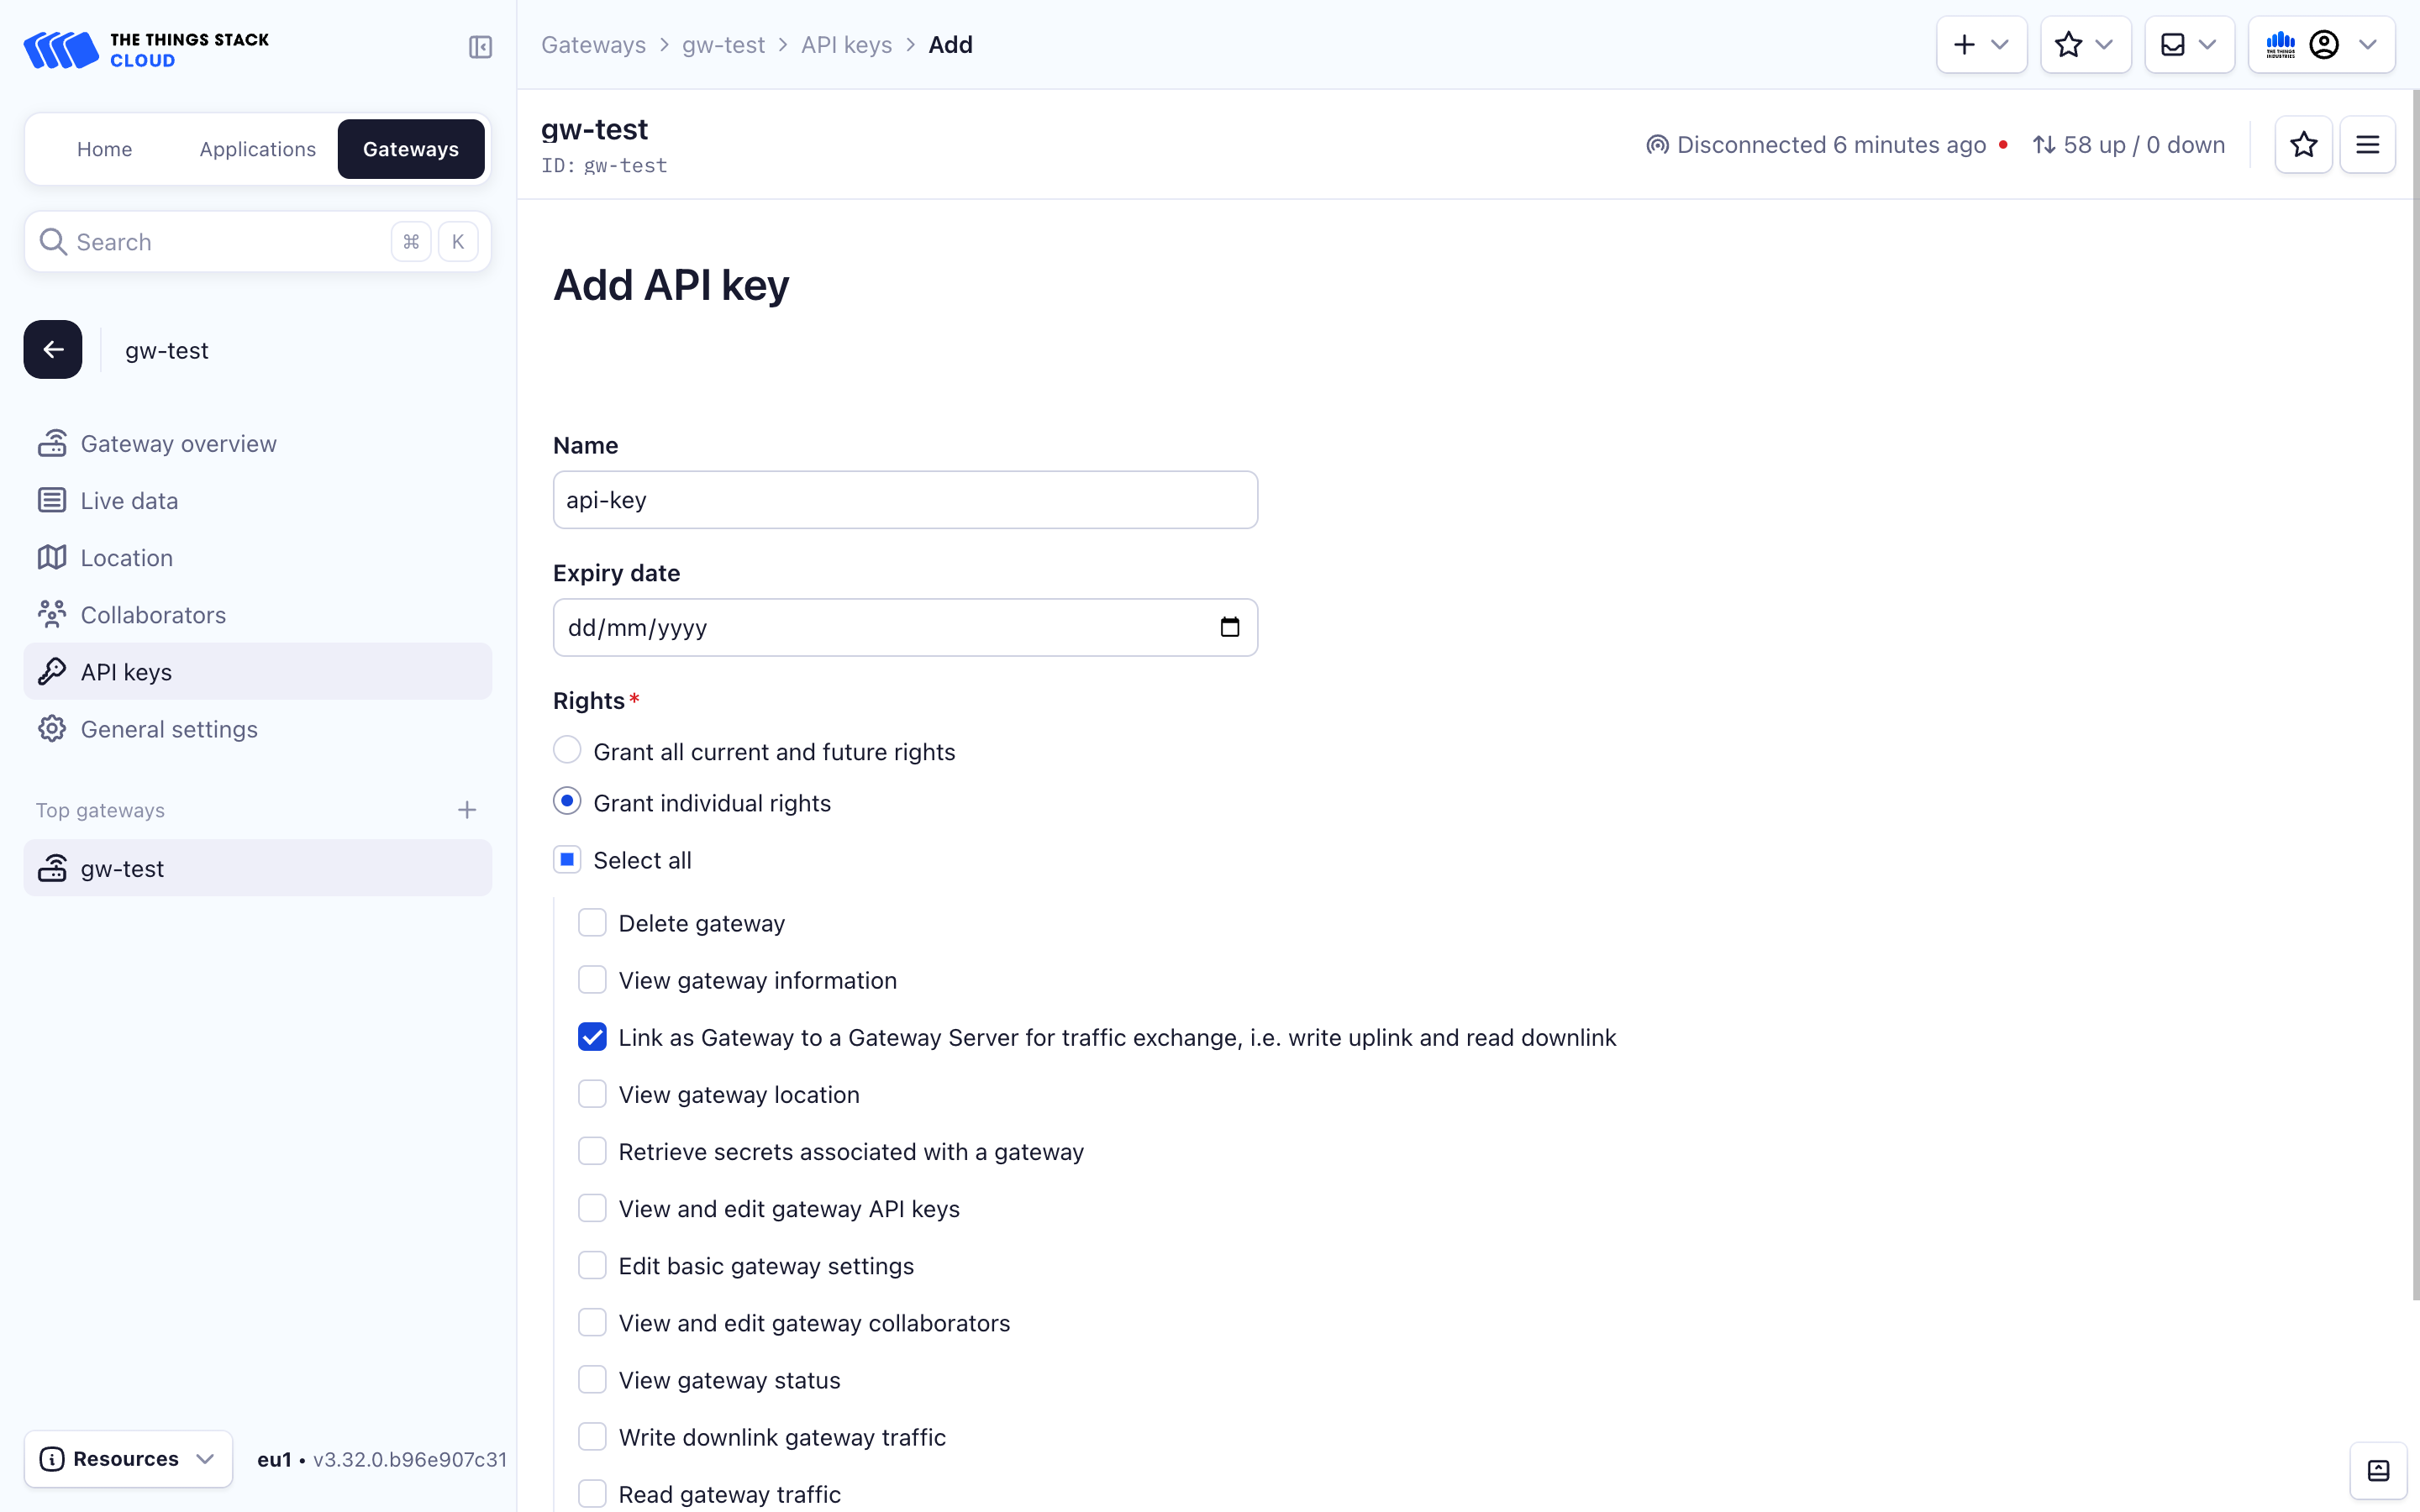 THE THINGS STACK
CLOUD
Home
Applications
Gateways
Search
⌘ K
gw-test
Gateway overview
Live data
Location
Collaborators
API keys
General settings
Top gateways
gw-test
Resources
eu1 • v3.32.0.b96e907c31
Gateways > gw-test > API keys > Add
THE THINGS
INDUSTRIES
gw-test
ID: gw-test
Disconnected 6 minutes ago
58 up / 0 down
Add API key
Name
api-key
Expiry date
dd/mm/yyyy
Rights*
Grant all current and future rights
Grant individual rights
Select all
Delete gateway
View gateway information
Link as Gateway to a Gateway Server for traffic exchange, i.e. write uplink and read downlink
View gateway location
Retrieve secrets associated with a gateway
View and edit gateway API keys
Edit basic gateway settings
View and edit gateway collaborators
View gateway status
Write downlink gateway traffic
Read gateway traffic